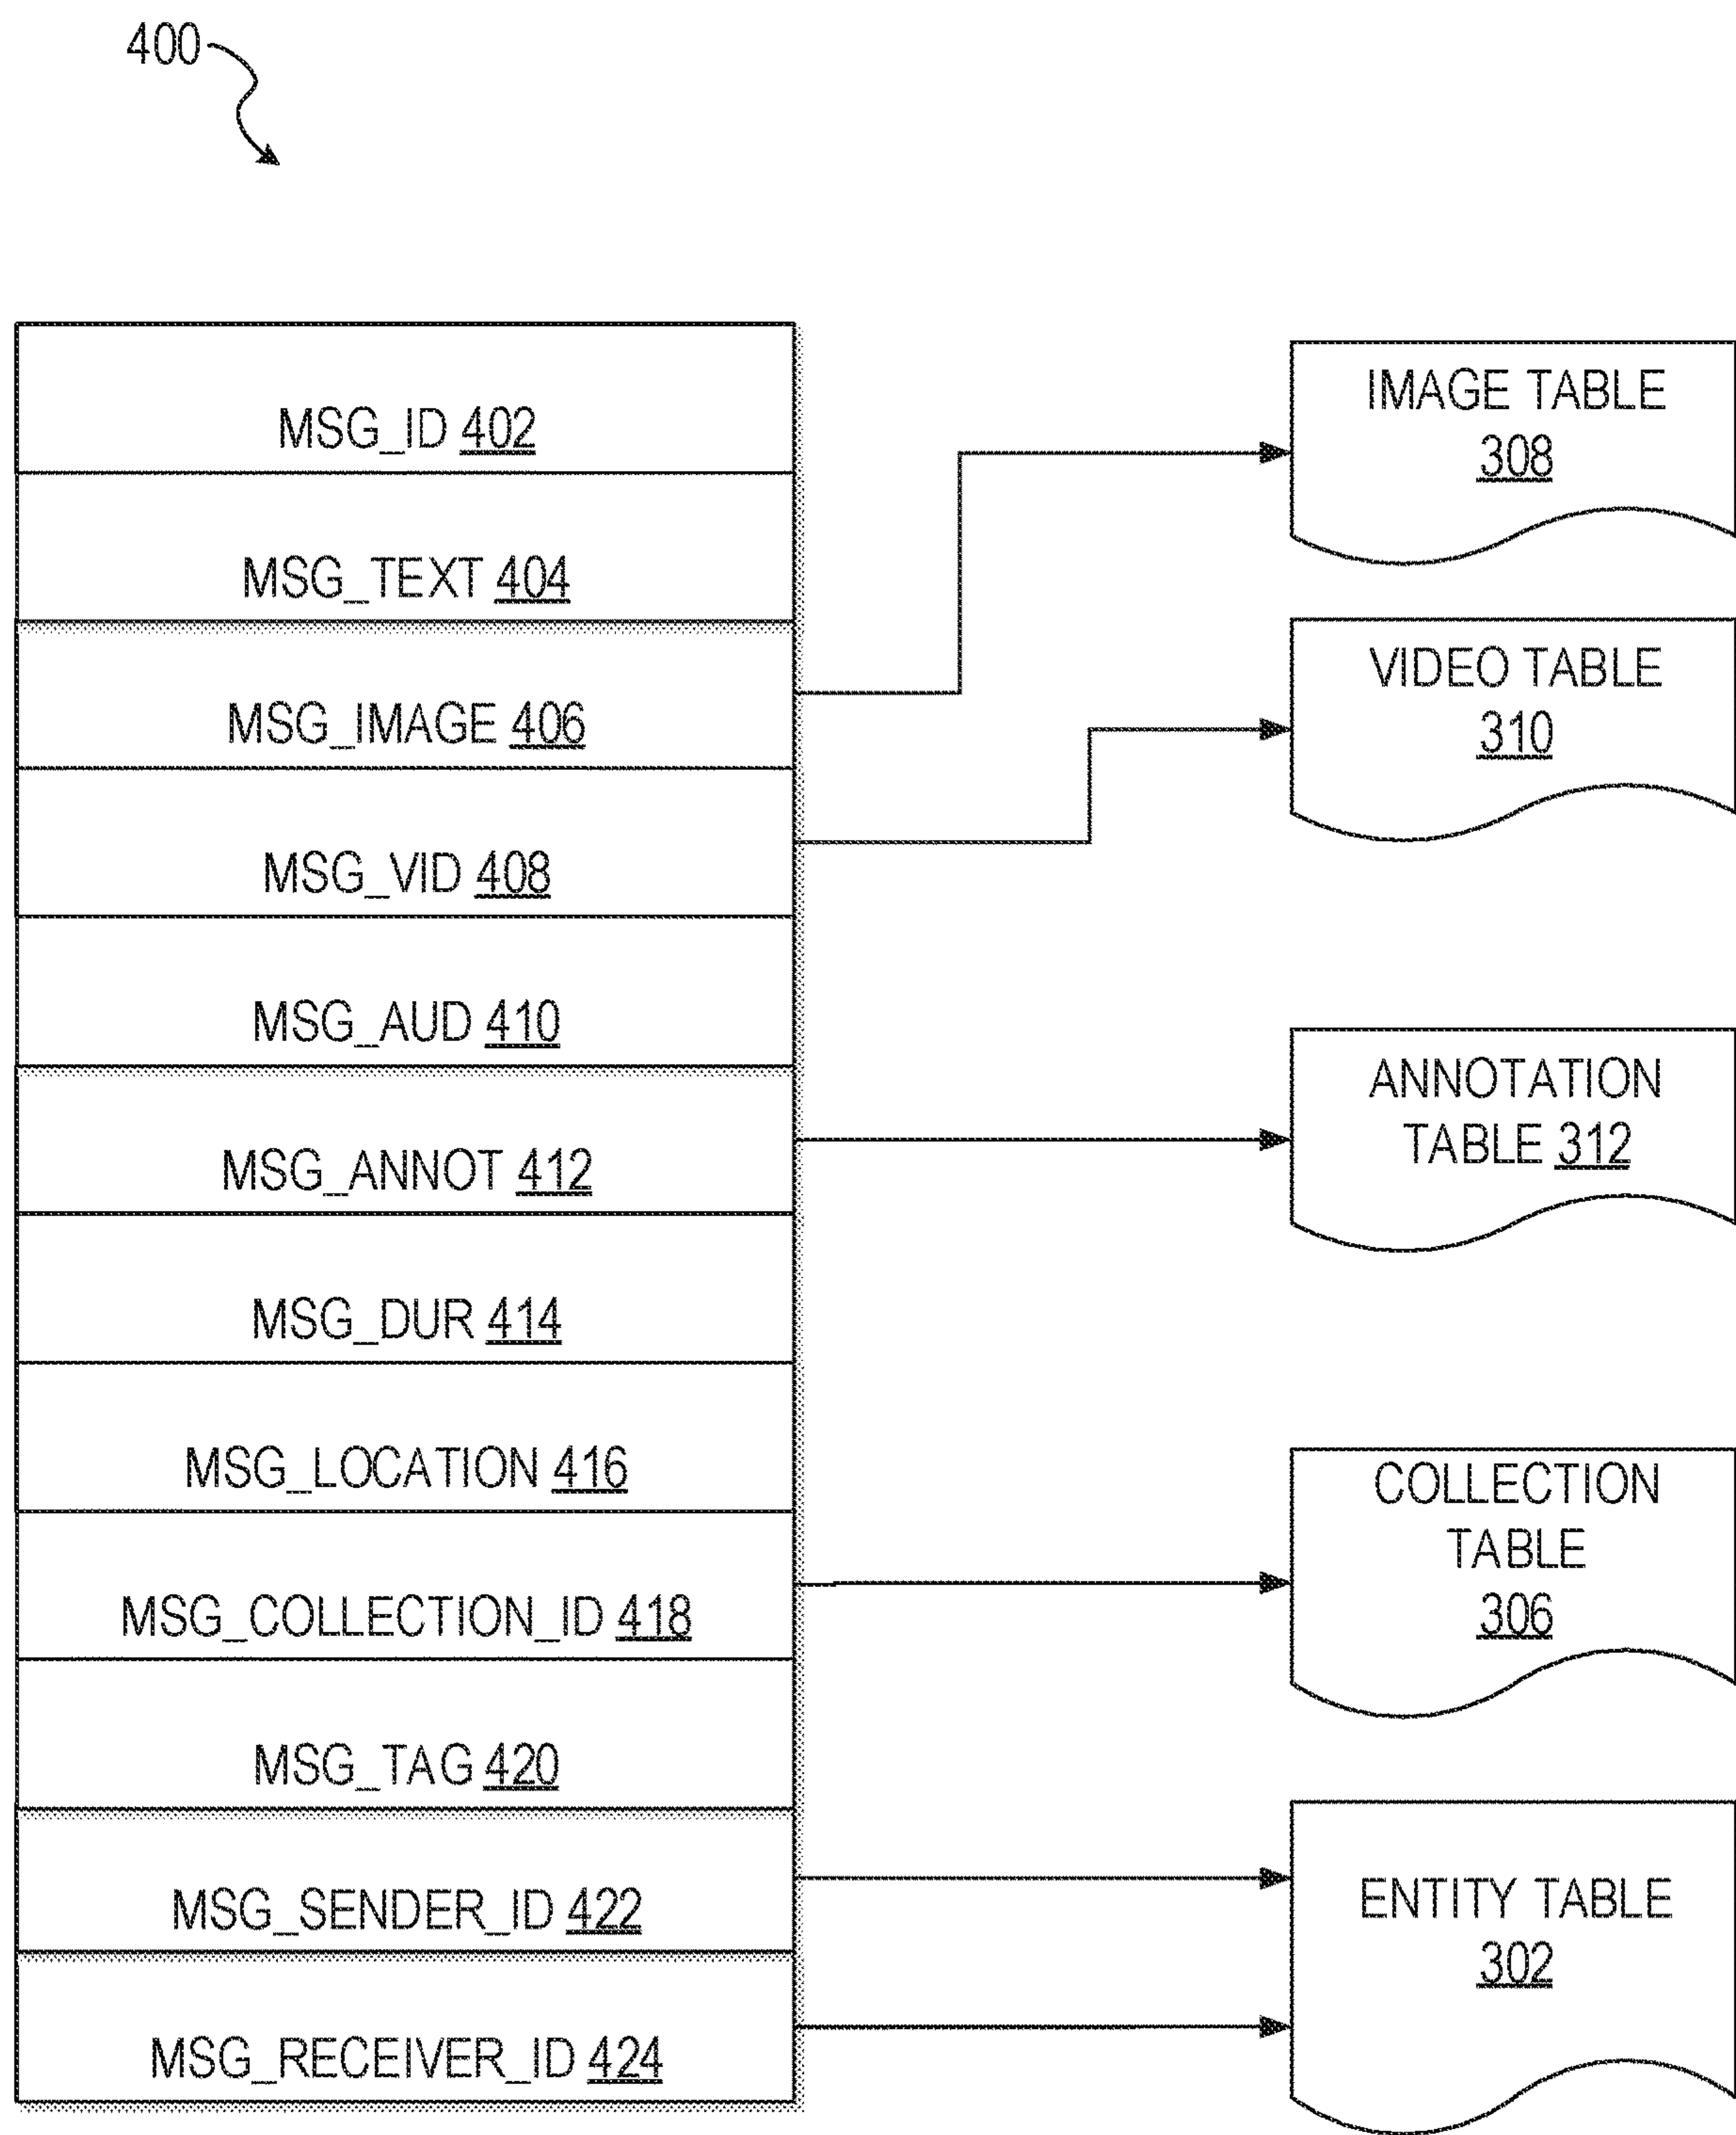 400
MSG_ID 402
MSG_TEXT 404
MSG_IMAGE 406
MSG_VID 408
MSG_AUD 410
MSG_ANNOT 412
MSG_DUR 414
MSG_LOCATION 416
MSG_COLLECTION_ID 418
MSG_TAG 420
MSG_SENDER_ID 422
MSG_RECEIVER_ID 424
IMAGE TABLE
308
VIDEO TABLE
310
ANNOTATION
TABLE 312
COLLECTION
TABLE
306
ENTITY TABLE
302